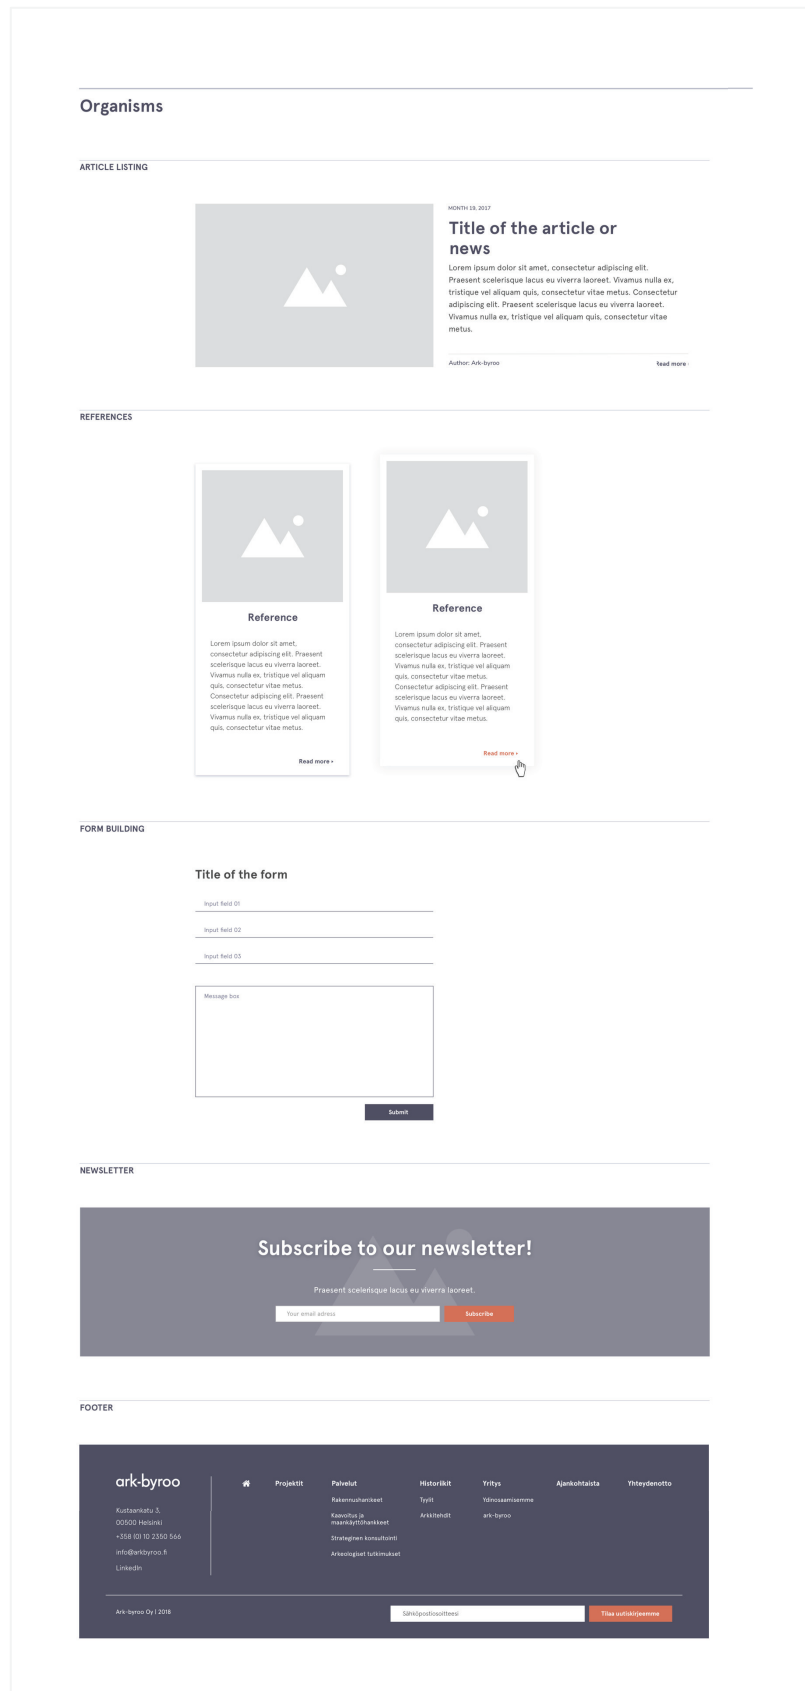 Organisms
ARTICLE LISTING
MONTH 19, 2017
Title of the article or
news
Lorem ipsum dolor sit amet, consectetur adipiscing elit.
Praesent scelerisque lacus eu viverra laoreet. Vivamus nulla ex,
tristique vel aliquam quis, consectetur vitae metus. Consectetur
adipiscing elit. Praesent scelerisque lacus eu viverra laoreet.
Vivamus nulla ex, tristique vel aliquam quis, consectetur vitae
metus.
Author: Ark-byroo
Read more ›
REFERENCES
Reference
Lorem ipsum dolor sit amet,
consectetur adipiscing elit. Praesent
scelerisque lacus eu viverra laoreet.
Vivamus nulla ex, tristique vel aliquam
quis, consectetur vitae metus.
Consectetur adipiscing elit. Praesent
scelerisque lacus eu viverra laoreet.
Vivamus nulla ex, tristique vel aliquam
quis, consectetur vitae metus.
Read more ›
Reference
Lorem ipsum dolor sit amet,
consectetur adipiscing elit. Praesent
scelerisque lacus eu viverra laoreet.
Vivamus nulla ex, tristique vel aliquam
quis, consectetur vitae metus.
Consectetur adipiscing elit. Praesent
scelerisque lacus eu viverra laoreet.
Vivamus nulla ex, tristique vel aliquam
quis, consectetur vitae metus.
Read more ›
FORM BUILDING
Title of the form
Input field 01
Input field 02
Input field 03
Message box
Submit
NEWSLETTER
Subscribe to our newsletter!
Praesent scelerisque lacus eu viverra laoreet.
Your email adress
Subscribe
FOOTER
ark-byroo
Kustaankatu 3,
00500 Helsinki
+358 (0) 10 2350 566
info@arkbyroo.fi
LinkedIn
Projektit
Palvelut
Rakennushankkeet
Kaavoitus ja
maankäyttöhankkeet
Strateginen konsultointi
Arkeologiset tutkimukset
Historiikit
Tyylit
Arkkitehdit
Yritys
Ydinosaamisemme
ark-byroo
Ajankohtaista
Yhteydenotto
Ark-byroo Oy | 2018
Sähköpostiosoitteesi
Tilaa uutiskirjeemme